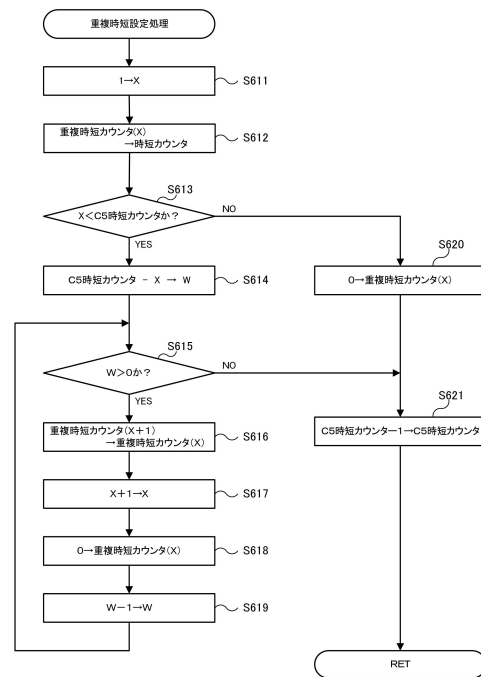 重複時短設定処理
1→X
S611
重複時短カウンタ(X)
→時短カウンタ
S612
S613
X<C5時短カウンタか?
NO
YES
S620
C5時短カウンタ - X → W
S614
0→重複時短カウンタ(X)
S615
W>0か?
NO
YES
S621
重複時短カウンタ(X+1)
→重複時短カウンタ(X)
S616
C5時短カウンター1→C5時短カウンタ
X+1→X
S617
0→重複時短カウンタ(X)
S618
W-1→W
S619
RET